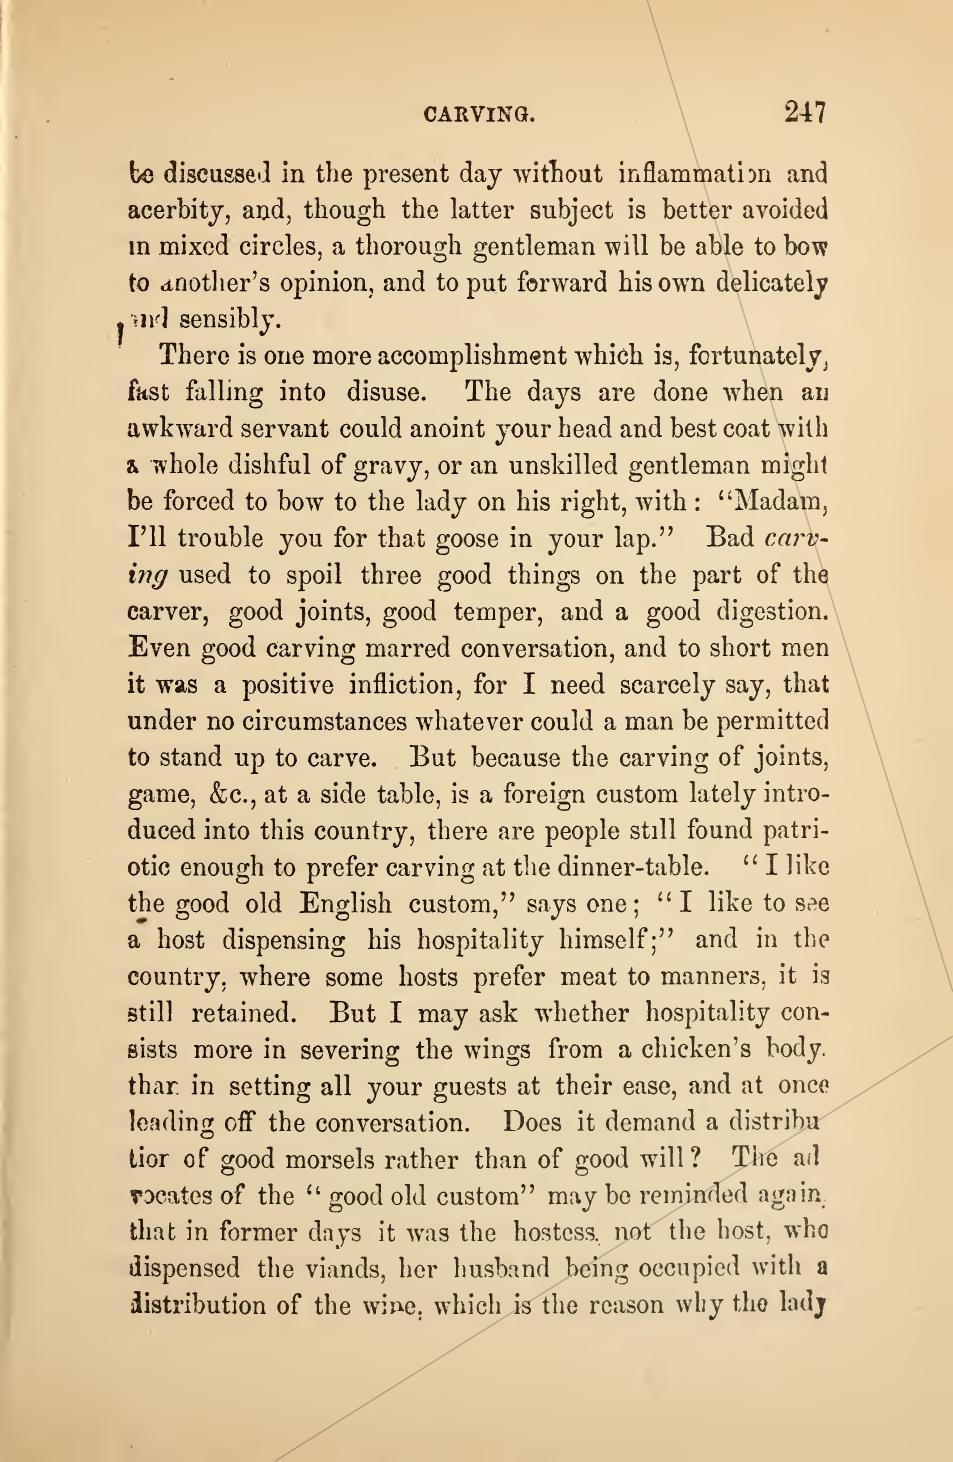 CARVING. 247
be discussed in the present day without inflammation and
acerbity, and, though the latter subject is better avoided
in mixed circles, a thorough gentleman will be able to bow
to another's opinion, and to put forward his own delicately
and sensibly.
There is one more accomplishment which is, fortunately,
fast falling into disuse. The days are done when an
awkward servant could anoint your head and best coat with
a whole dishful of gravy, or an unskilled gentleman might
be forced to bow to the lady on his right, with: "Madam,
I'll trouble you for that goose in your lap." Bad carv-
ing used to spoil three good things on the part of the
carver, good joints, good temper, and a good digestion.
Even good carving marred conversation, and to short men
it was a positive infliction, for I need scarcely say, that
under no circumstances whatever could a man be permitted
to stand up to carve. But because the carving of joints,
game, &c., at a side table, is a foreign custom lately intro-
duced into this country, there are people still found patri-
otic enough to prefer carving at the dinner-table. "I like
the good old English custom," says one; "I like to see
a host dispensing his hospitality himself;" and in the
country, where some hosts prefer meat to manners, it is
still retained. But I may ask whether hospitality con-
sists more in severing the wings from a chicken's body.
than in setting all your guests at their ease, and at once
leading off the conversation. Does it demand a distribu
tion of good morsels rather than of good will? The ad
vocates of the "good old custom" may be reminded again
that in former days it was the hostess, not the host, who
dispensed the viands, her husband being occupied with a
distribution of the wine, which is the reason why the lady